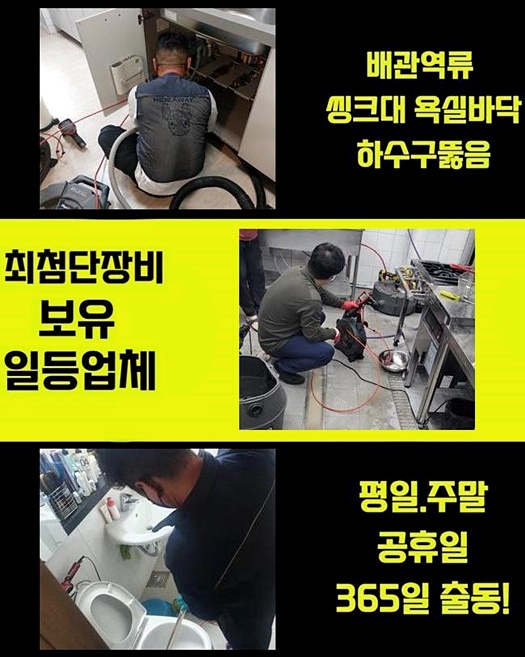 배관역류
씽크대 욕실바닥
하수구뚫음
최첨단장비
보유
일등업체
평일.주말
공휴일
365일 출동!